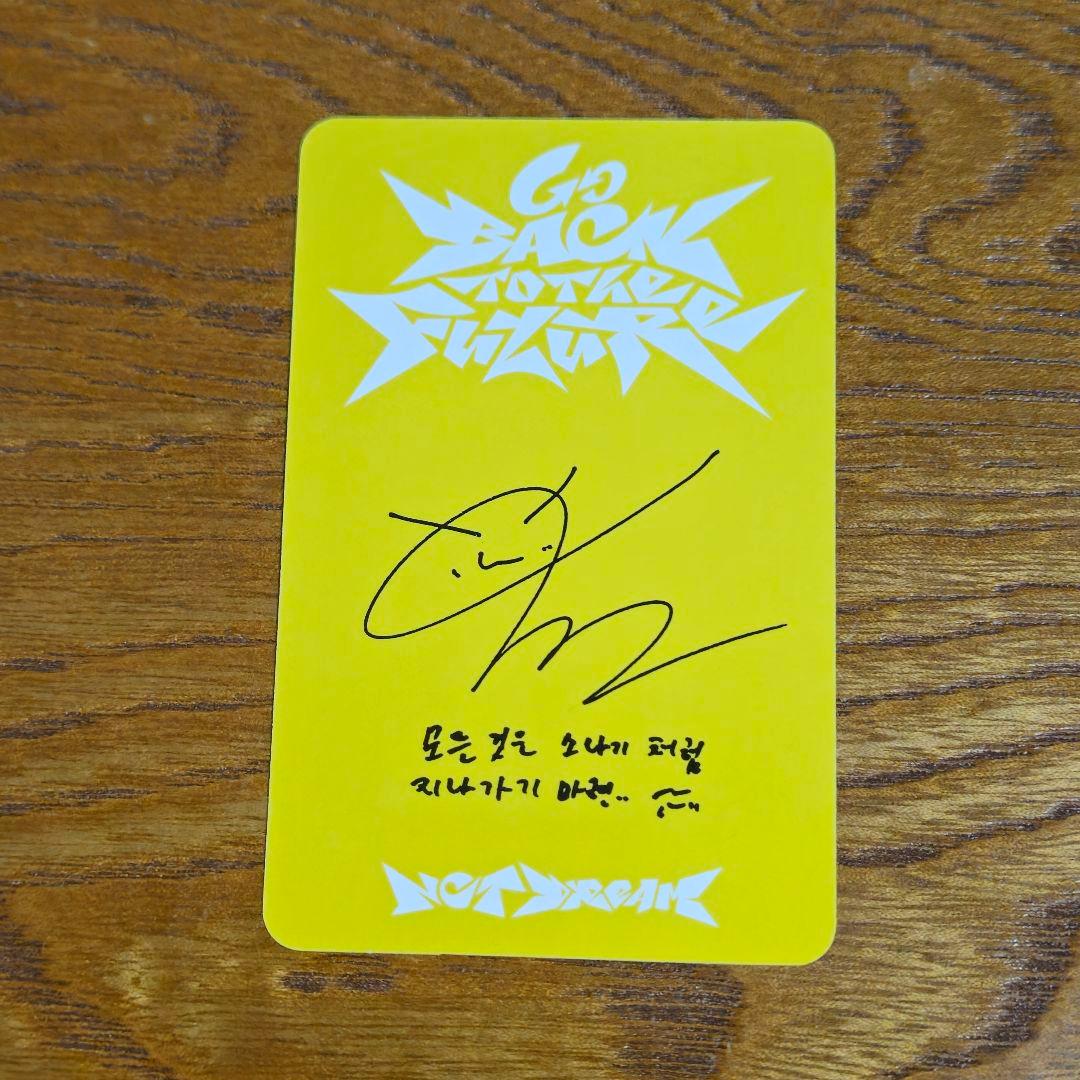 Go
BACK
TO THE
FUTURE
모든 것은 소나기 처럼
지나가기 마련..
NCT DREAM